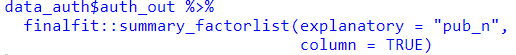 data_auth$auth_out %>%
finalfit::summary_factorlist(explanatory = "pub_n",
column = TRUE)